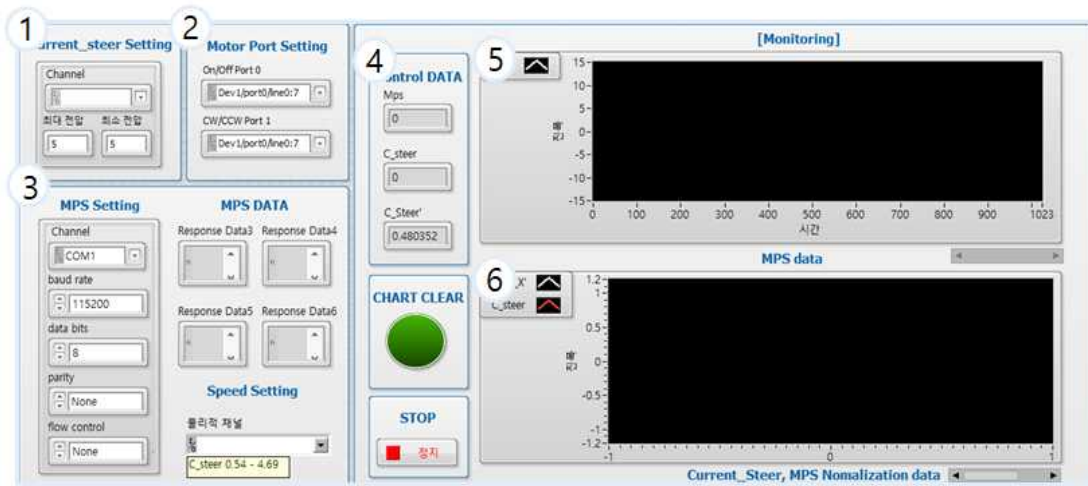 1
urrent_steer Setting
Channel
최대 전압 최소 전압
5 5
2
Motor Port Setting
On/Off Port 0
Dev1/port0/line0:7
CW/CCW Port 1
Dev1/port0/line0:7
3
MPS Setting
Channel
COM1
baud rate
115200
data bits
8
parity
None
flow control
None
MPS DATA
Response Data3 Response Data4
Response Data5 Response Data6
Speed Setting
물리적 채널
C_steer 0.54 - 4.69
4
ontrol DATA
Mps
0
C_steer
0
C_Steer'
0.480352
CHART CLEAR
STOP
정지
[Monitoring]
5
15
10
5
0
-5
-10
-15
진폭
0 100 200 300 400 500 600 700 800 900 1023
시간
MPS data
6
X'
C_steer
1.2
1
0.5
0
-0.5
-1
-1.2
진폭
-1 0 1
Current_Steer, MPS Nomalization data